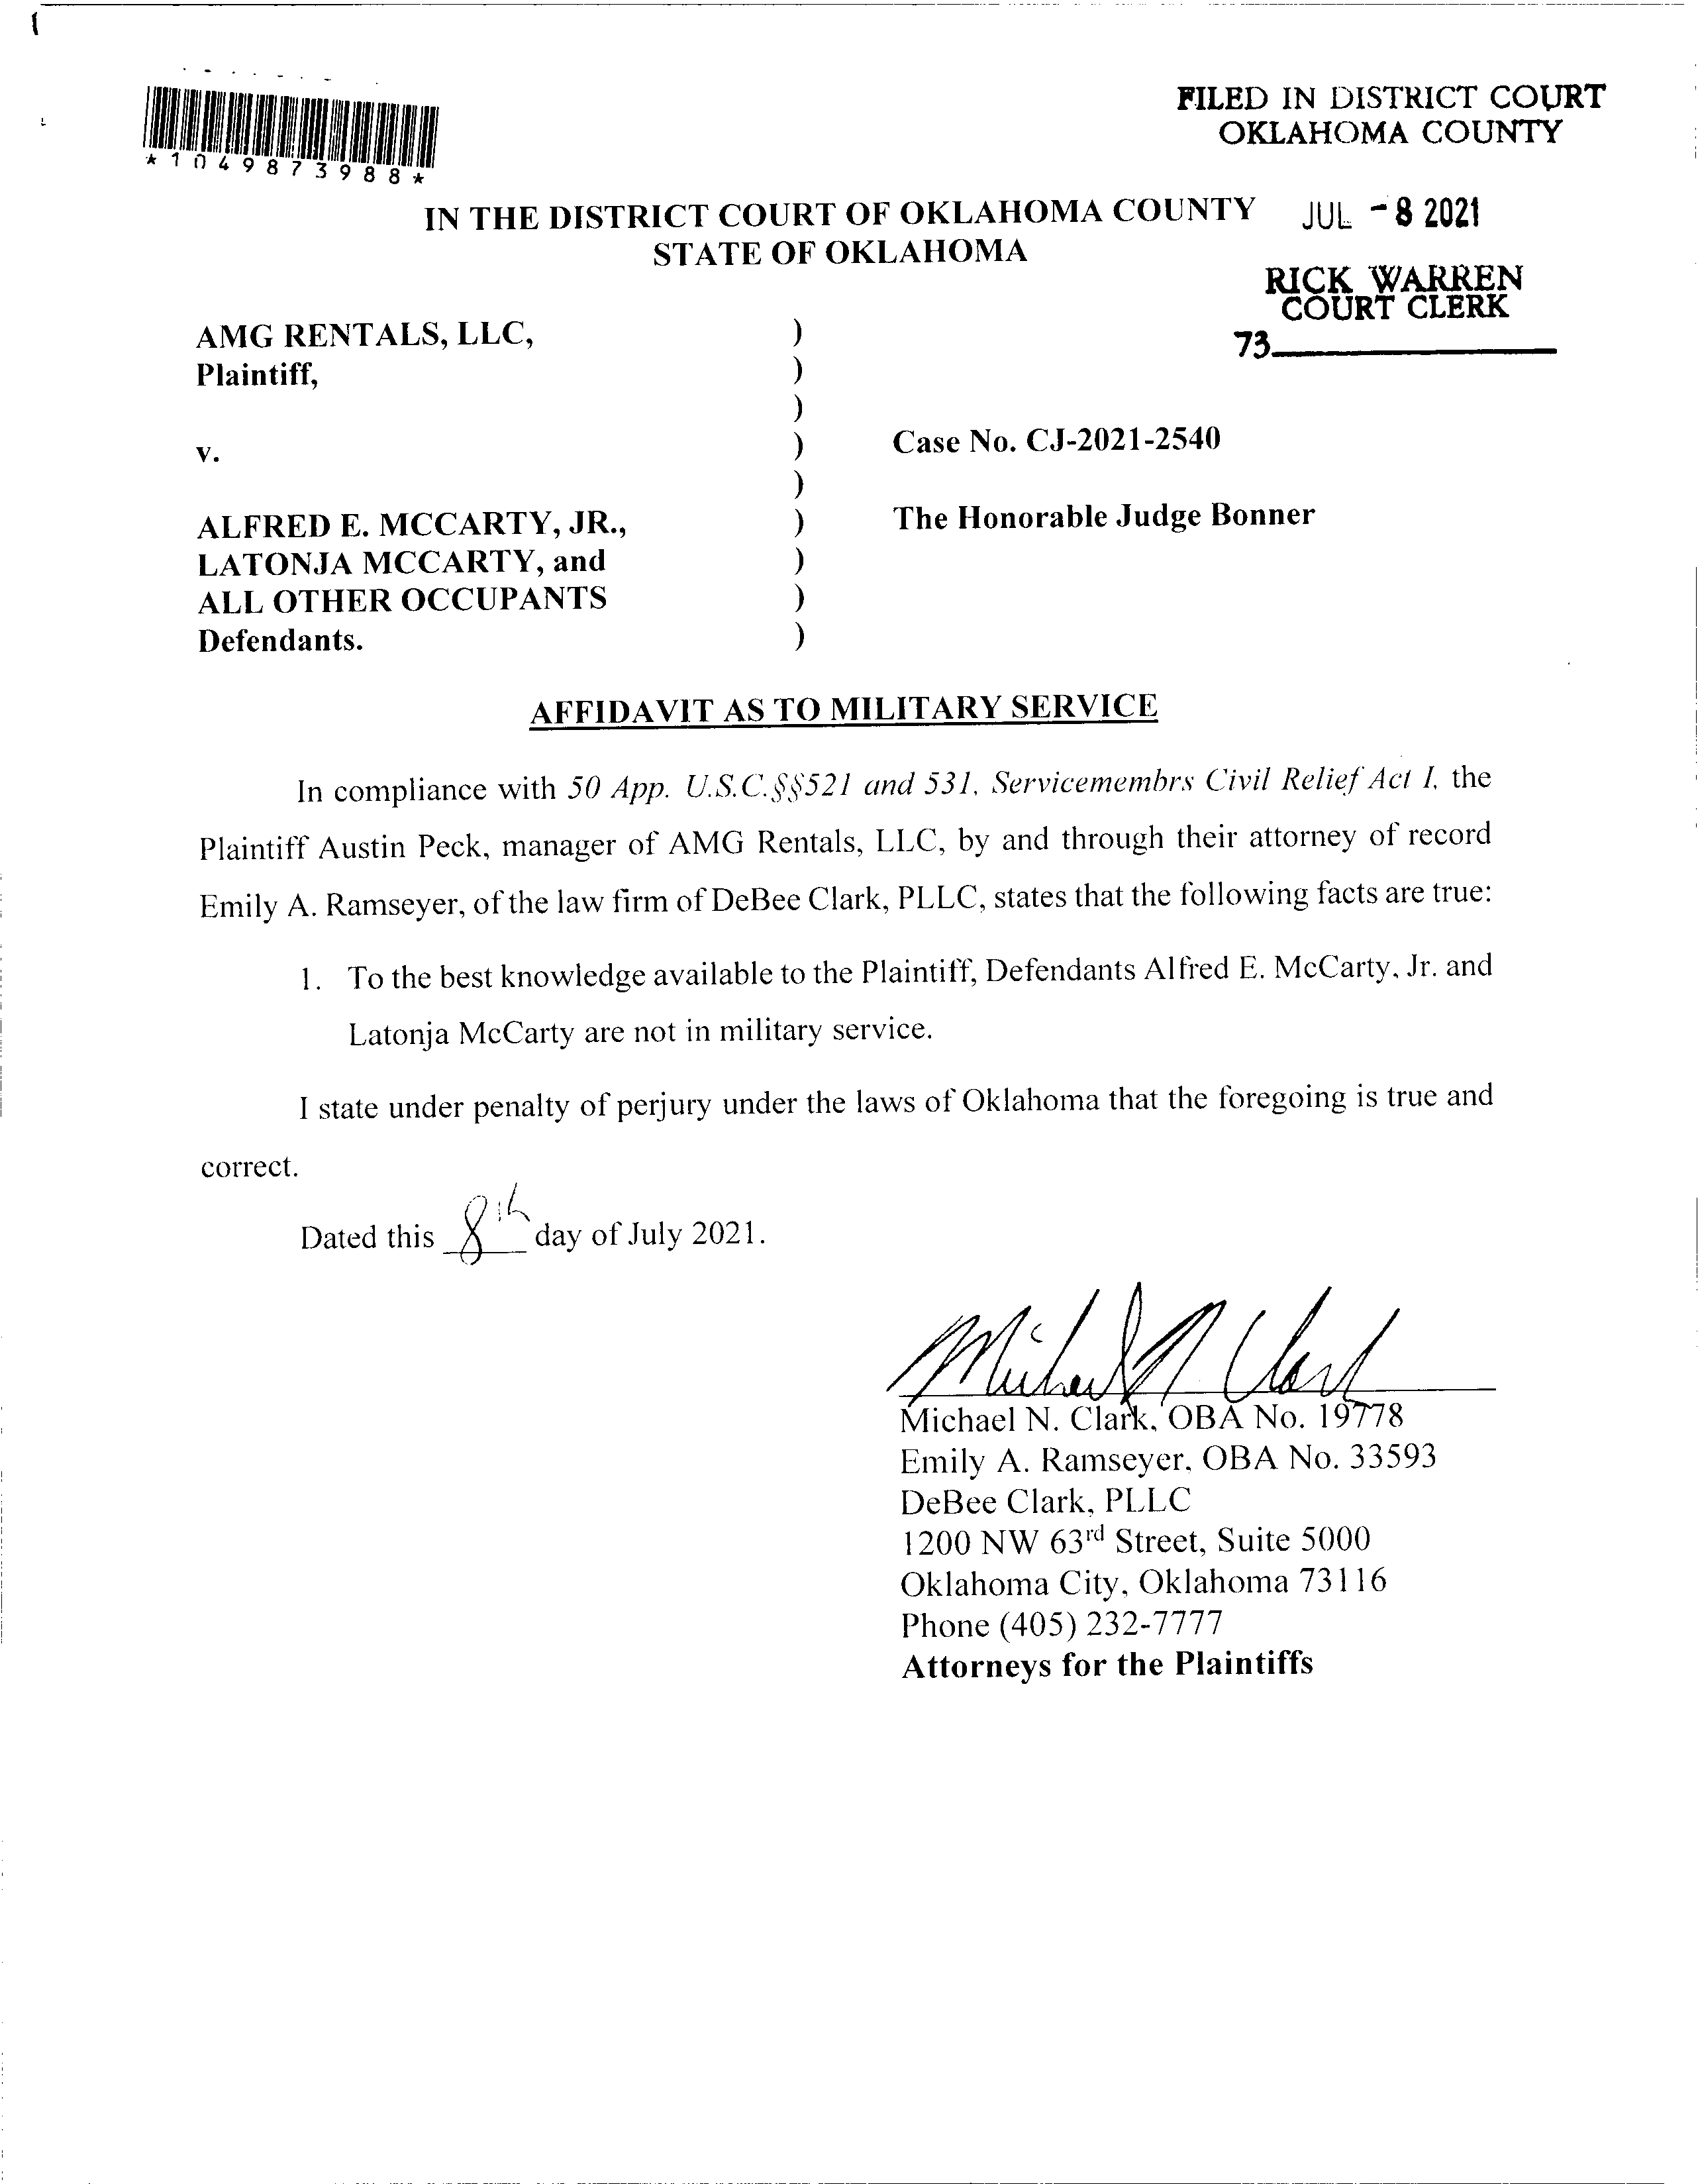 FILED IN DISTRICT COURT
OKLAHOMA COUNTY
*1049873988*
IN THE DISTRICT COURT OF OKLAHOMA COUNTY
JUL - 8 2021
STATE OF OKLAHOMA
RICK WARREN
COURT CLERK
73
AMG RENTALS, LLC, )
Plaintiff, )
)
v. ) Case No. CJ-2021-2540
)
ALFRED E. MCCARTY, JR., ) The Honorable Judge Bonner
LATONJA MCCARTY, and )
ALL OTHER OCCUPANTS )
Defendants. )
AFFIDAVIT AS TO MILITARY SERVICE
In compliance with 50 App. U.S.C.§§521 and 531, Servicemembrs Civil Relief Act I, the
Plaintiff Austin Peck, manager of AMG Rentals, LLC, by and through their attorney of record
Emily A. Ramseyer, of the law firm of DeBee Clark, PLLC, states that the following facts are true:
1. To the best knowledge available to the Plaintiff, Defendants Alfred E. McCarty, Jr. and
Latonja McCarty are not in military service.
I state under penalty of perjury under the laws of Oklahoma that the foregoing is true and
correct.
Dated this 8th day of July 2021.
Michael N Clark
Michael N. Clark, OBA No. 19778
Emily A. Ramseyer, OBA No. 33593
DeBee Clark, PLLC
1200 NW 63rd Street, Suite 5000
Oklahoma City, Oklahoma 73116
Phone (405) 232-7777
Attorneys for the Plaintiffs